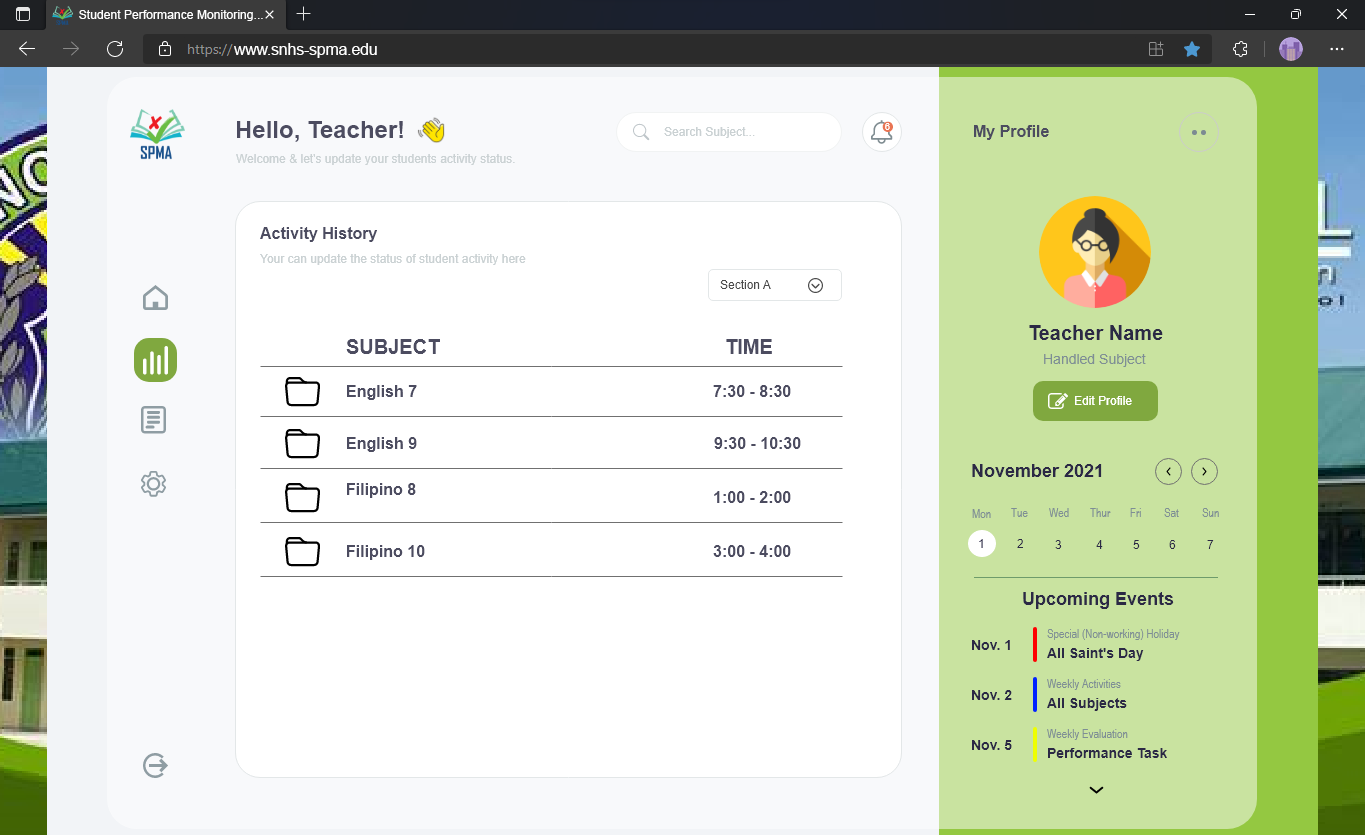 Student Performance Monitoring...
https://www.snhs-spma.edu
SPMA
Hello, Teacher!
Welcome & let's update your students activity status.
Search Subject...
6
My Profile
Activity History
Your can update the status of student activity here
Section A
SUBJECT TIME
English 7 7:30 - 8:30
English 9 9:30 - 10:30
Filipino 8 1:00 - 2:00
Filipino 10 3:00 - 4:00
Teacher Name
Handled Subject
Edit Profile
November 2021
Mon Tue Wed Thur Fri Sat Sun
1 2 3 4 5 6 7
Upcoming Events
Nov. 1
Special (Non-working) Holiday
All Saint's Day
Nov. 2
Weekly Activities
All Subjects
Nov. 5
Weekly Evaluation
Performance Task